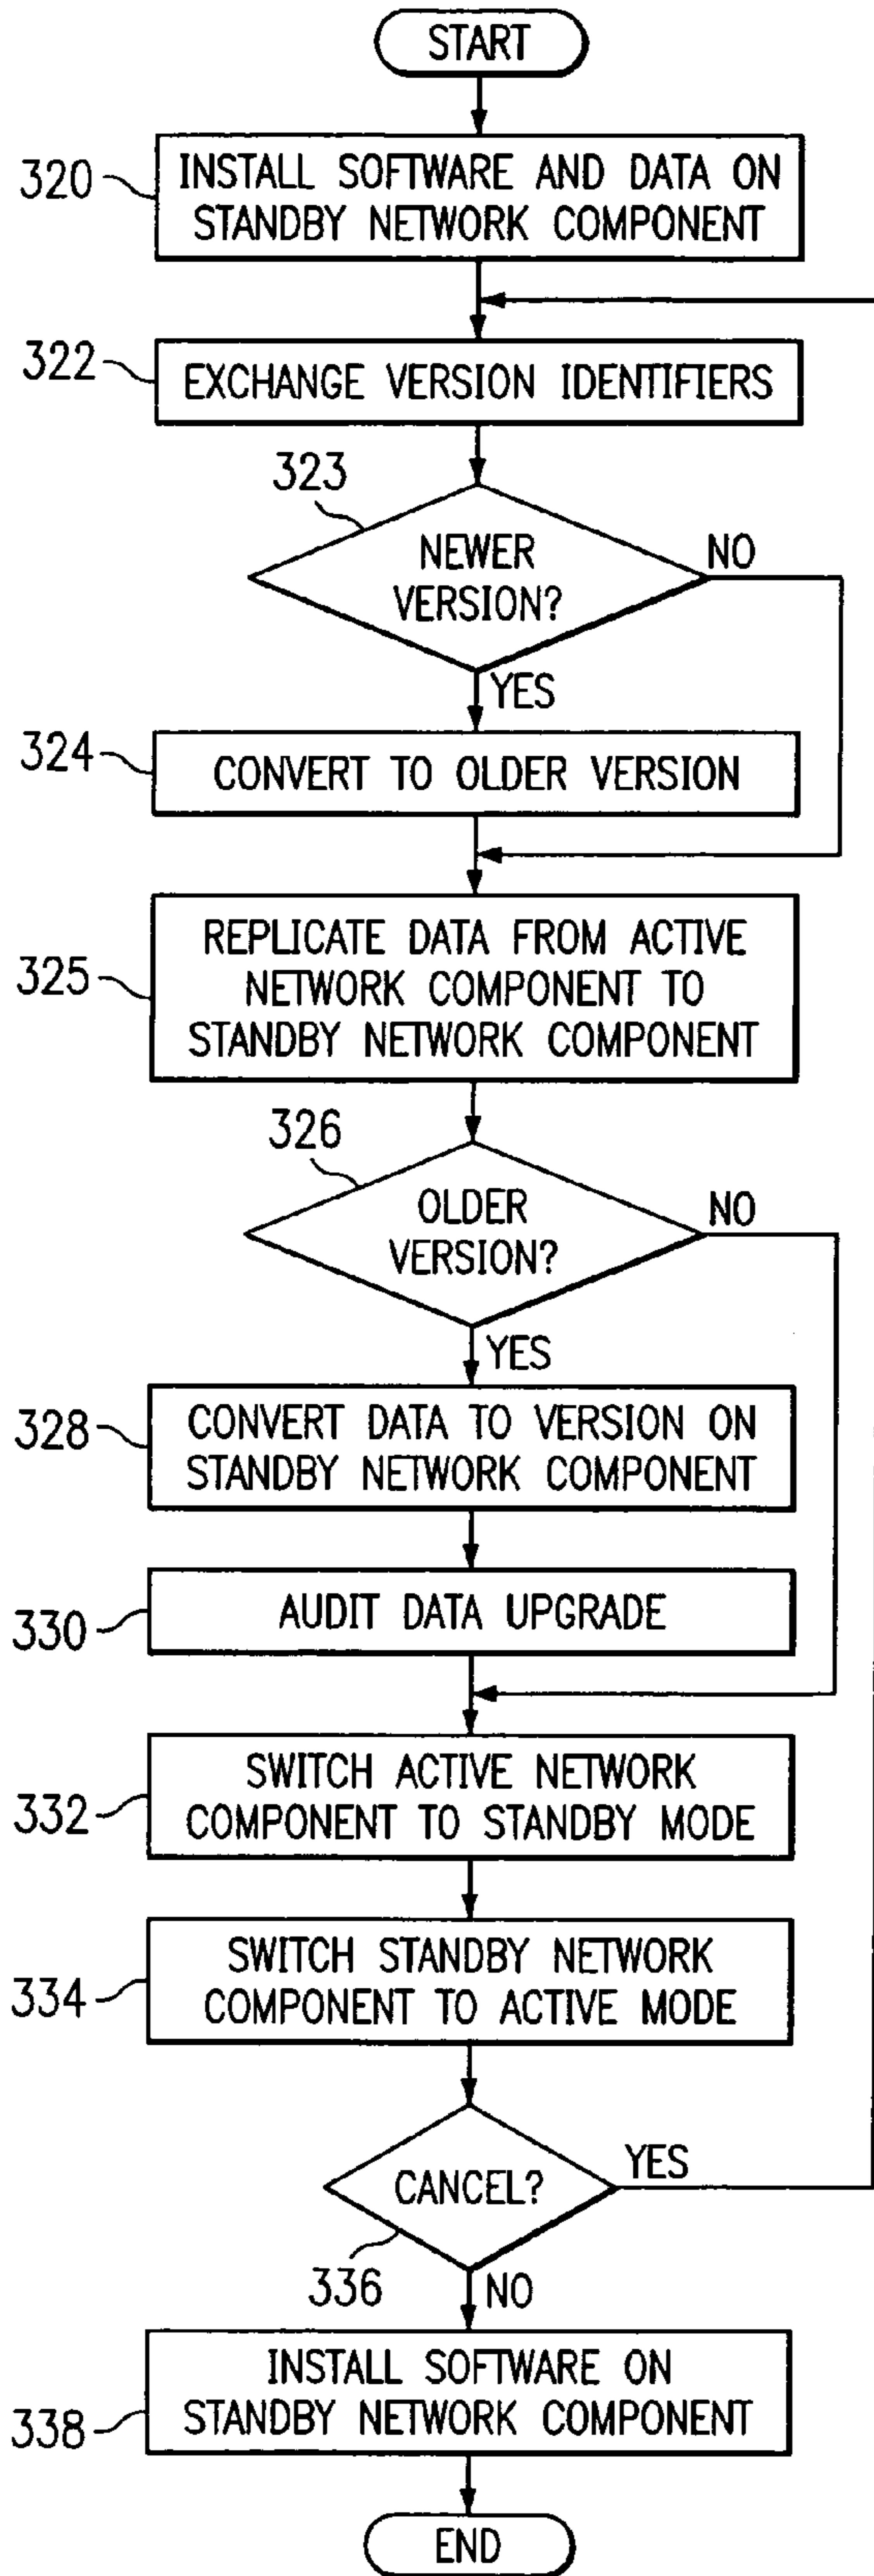 START
320
INSTALL SOFTWARE AND DATA ON
STANDBY NETWORK COMPONENT
322
EXCHANGE VERSION IDENTIFIERS
323
NEWER
VERSION?
NO
YES
324
CONVERT TO OLDER VERSION
325
REPLICATE DATA FROM ACTIVE
NETWORK COMPONENT TO
STANDBY NETWORK COMPONENT
326
OLDER
VERSION?
NO
YES
328
CONVERT DATA TO VERSION ON
STANDBY NETWORK COMPONENT
330
AUDIT DATA UPGRADE
332
SWITCH ACTIVE NETWORK
COMPONENT TO STANDBY MODE
334
SWITCH STANDBY NETWORK
COMPONENT TO ACTIVE MODE
CANCEL?
YES
336
NO
338
INSTALL SOFTWARE ON
STANDBY NETWORK COMPONENT
END